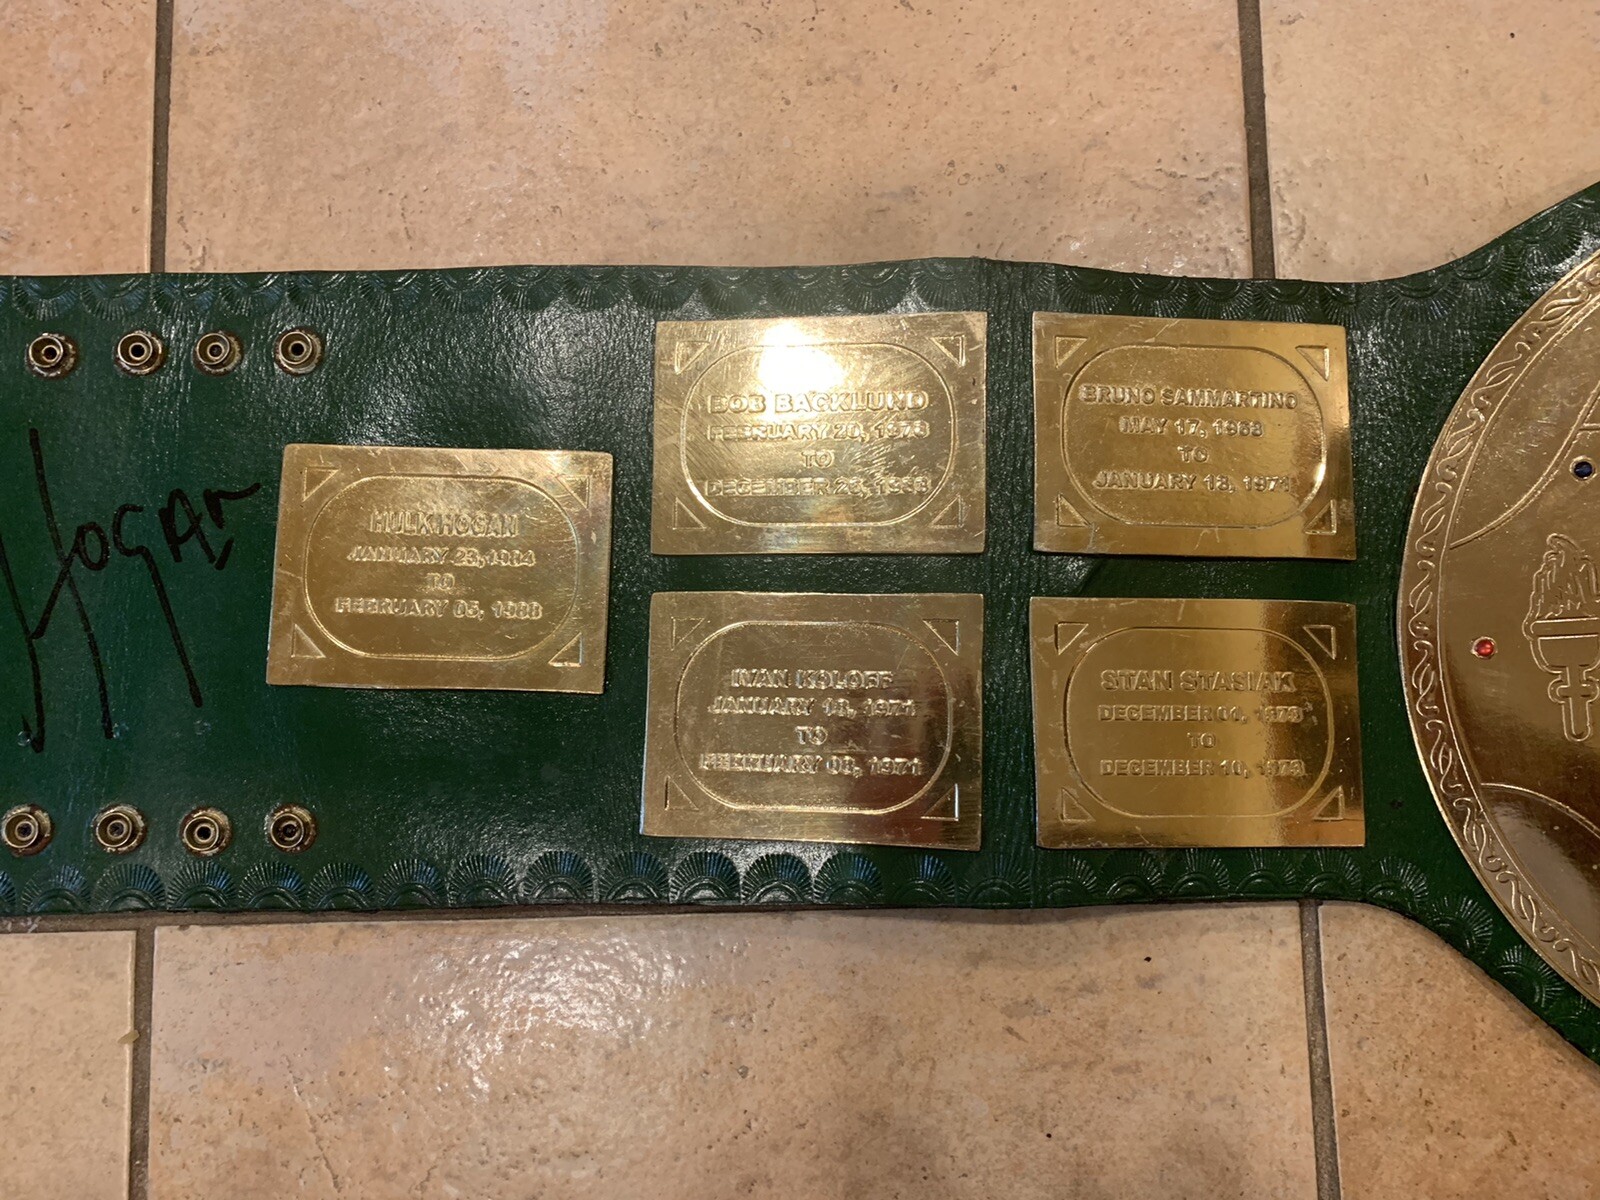 HOGAN
HULK HOGAN
JANUARY 23, 1984
TO
FEBRUARY 05, 1988
BOB BACKLUND
FEBRUARY 20, 1978
TO
DECEMBER 26, 1983
IVAN KOLOFF
JANUARY 18, 1971
TO
FEBRUARY 08, 1971
BRUNO SAMMARTINO
MAY 17, 1963
TO
JANUARY 18, 1971
STAN STASIAK
DECEMBER 01, 1973
TO
DECEMBER 10, 1973